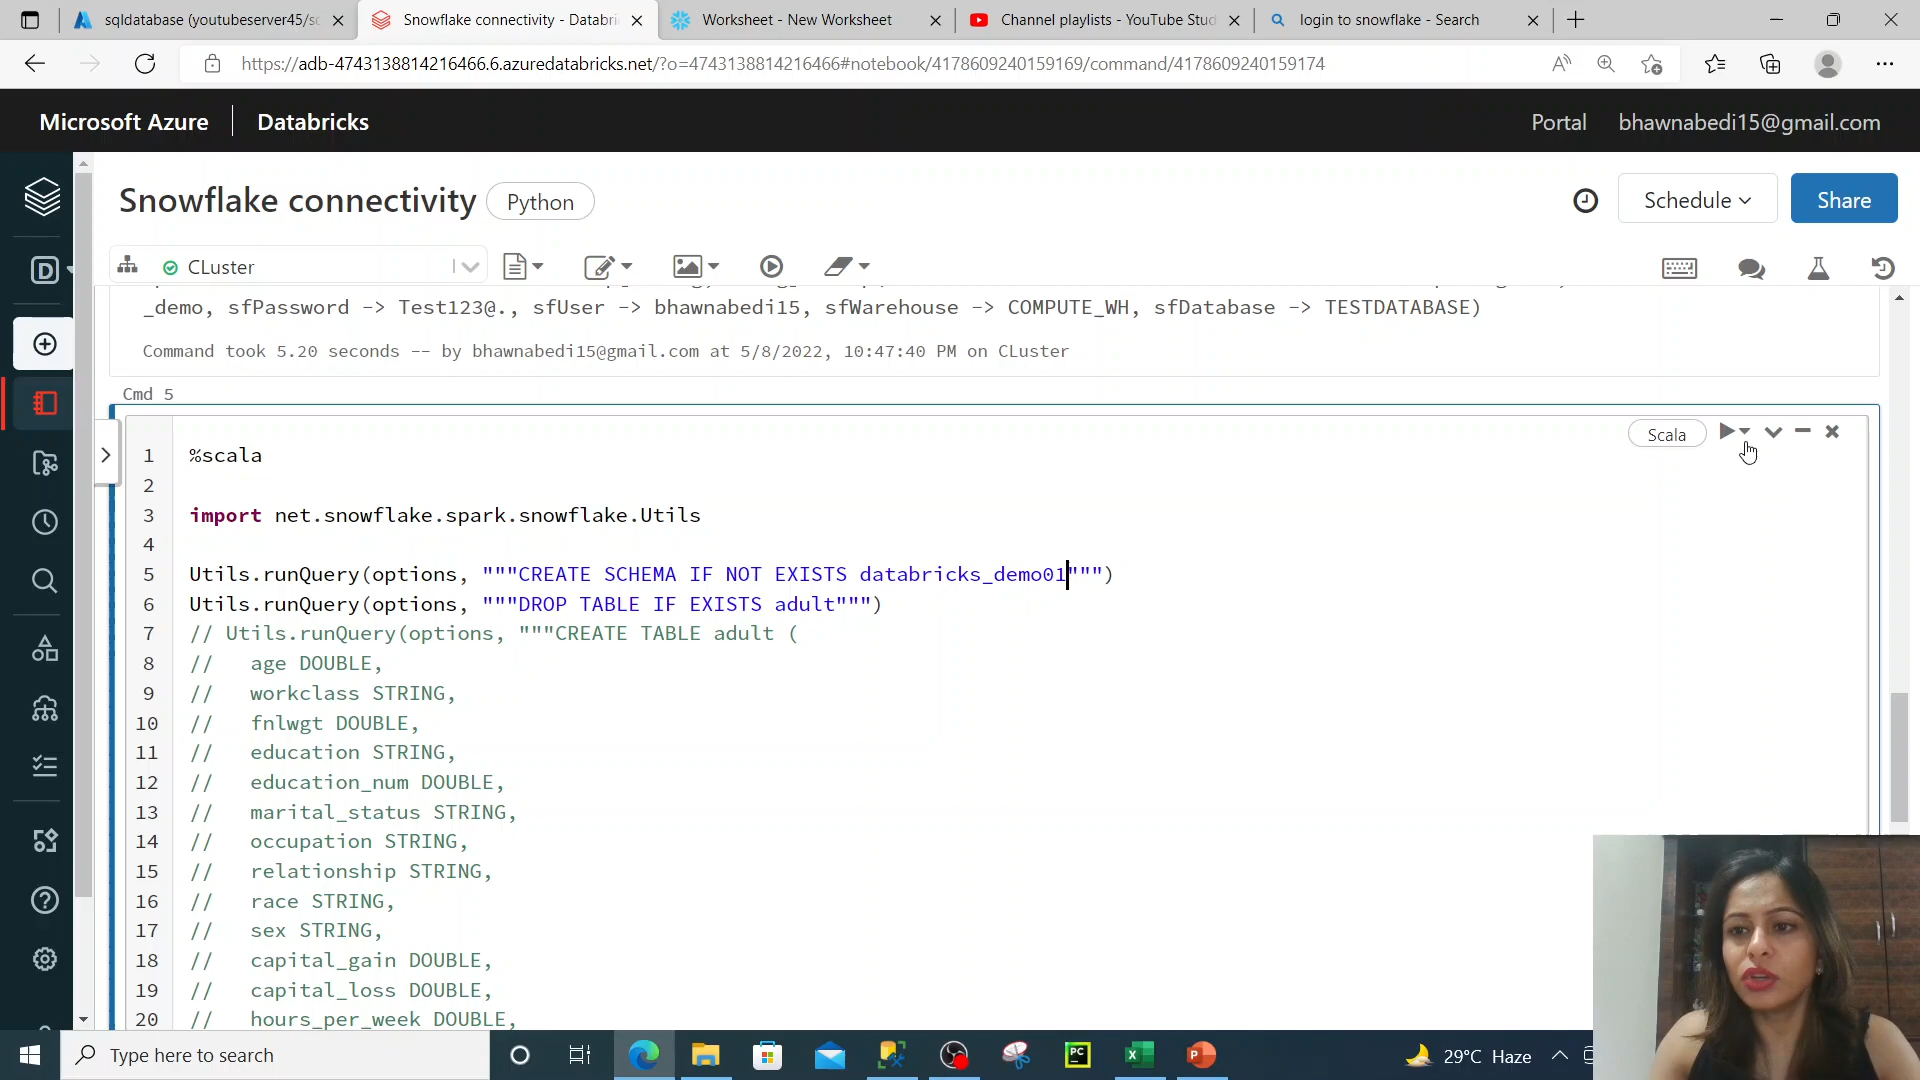 sqldatabase (youtubeserver45/sc
Snowflake connectivity - Databri
Worksheet - New Worksheet
Channel playlists - YouTube Stud
login to snowflake - Search
https://adb-4743138814216466.6.azuredatabricks.net/?o=4743138814216466#notebook/4178609240159169/command/4178609240159174
Microsoft Azure
Databricks
Portal
bhawnabedi15@gmail.com
Snowflake connectivity
Python
Schedule
Share
CLuster
_demo, sfPassword -> Test123@., sfUser -> bhawnabedi15, sfWarehouse -> COMPUTE_WH, sfDatabase -> TESTDATABASE)
Command took 5.20 seconds -- by bhawnabedi15@gmail.com at 5/8/2022, 10:47:40 PM on CLuster
Cmd 5
Scala
1 %scala
2
3 import net.snowflake.spark.snowflake.Utils
4
5 Utils.runQuery(options, """CREATE SCHEMA IF NOT EXISTS databricks_demo01""")
6 Utils.runQuery(options, """DROP TABLE IF EXISTS adult""")
7 // Utils.runQuery(options, """CREATE TABLE adult (
8 //   age DOUBLE,
9 //   workclass STRING,
10 //   fnlwgt DOUBLE,
11 //   education STRING,
12 //   education_num DOUBLE,
13 //   marital_status STRING,
14 //   occupation STRING,
15 //   relationship STRING,
16 //   race STRING,
17 //   sex STRING,
18 //   capital_gain DOUBLE,
19 //   capital_loss DOUBLE,
20 //   hours_per_week DOUBLE,
Type here to search
29°C Haze